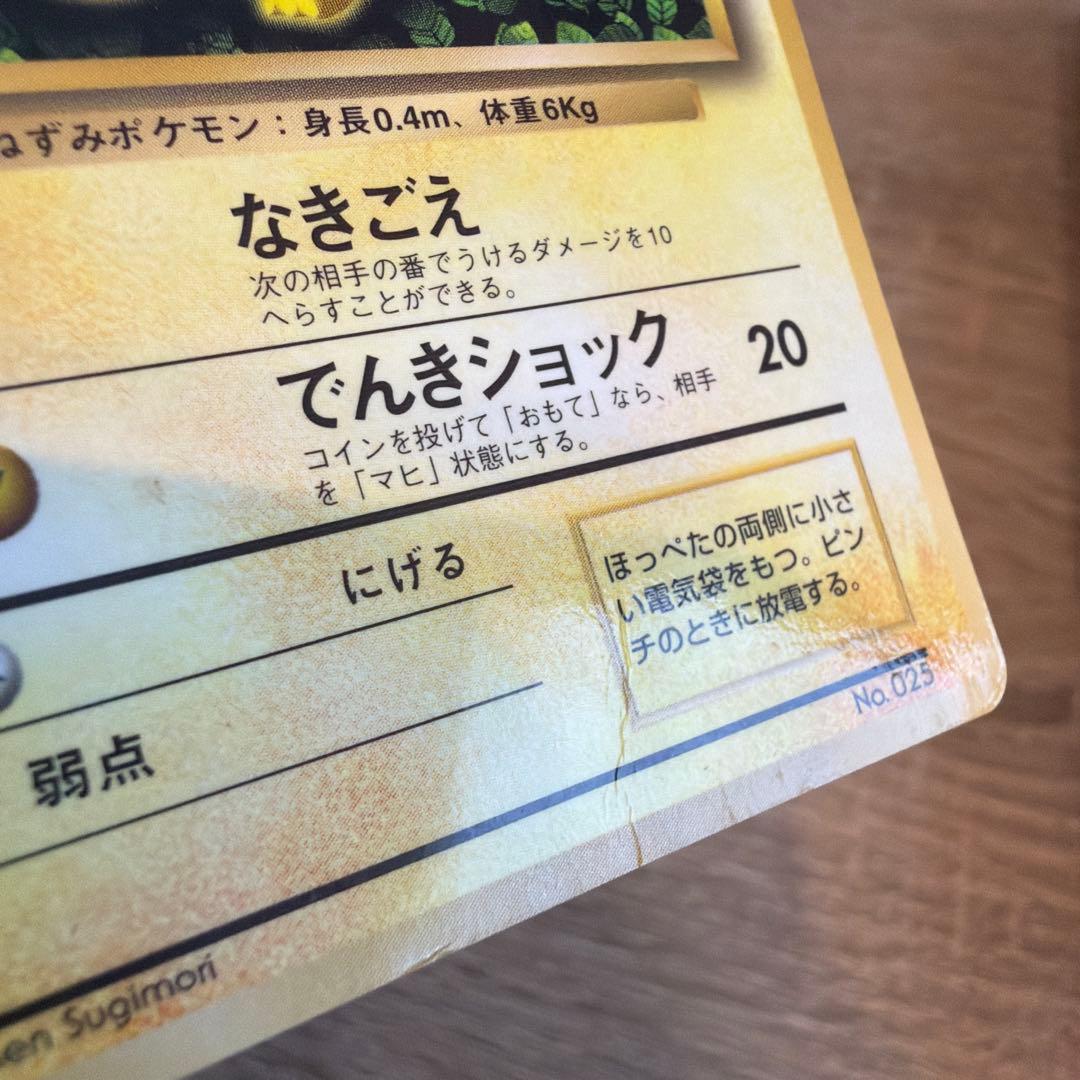 ねずみポケモン：身長0.4m、体重6Kg
なきごえ
次の相手の番でうけるダメージを10
へらすことができる。
でんきショック 20
コインを投げて「おもて」なら、相手
を「マヒ」状態にする。
にげる
ほっぺたの両側に小さ
い電気袋をもつ。ピン
チのときに放電する。
弱点
No. 025
Sugimori